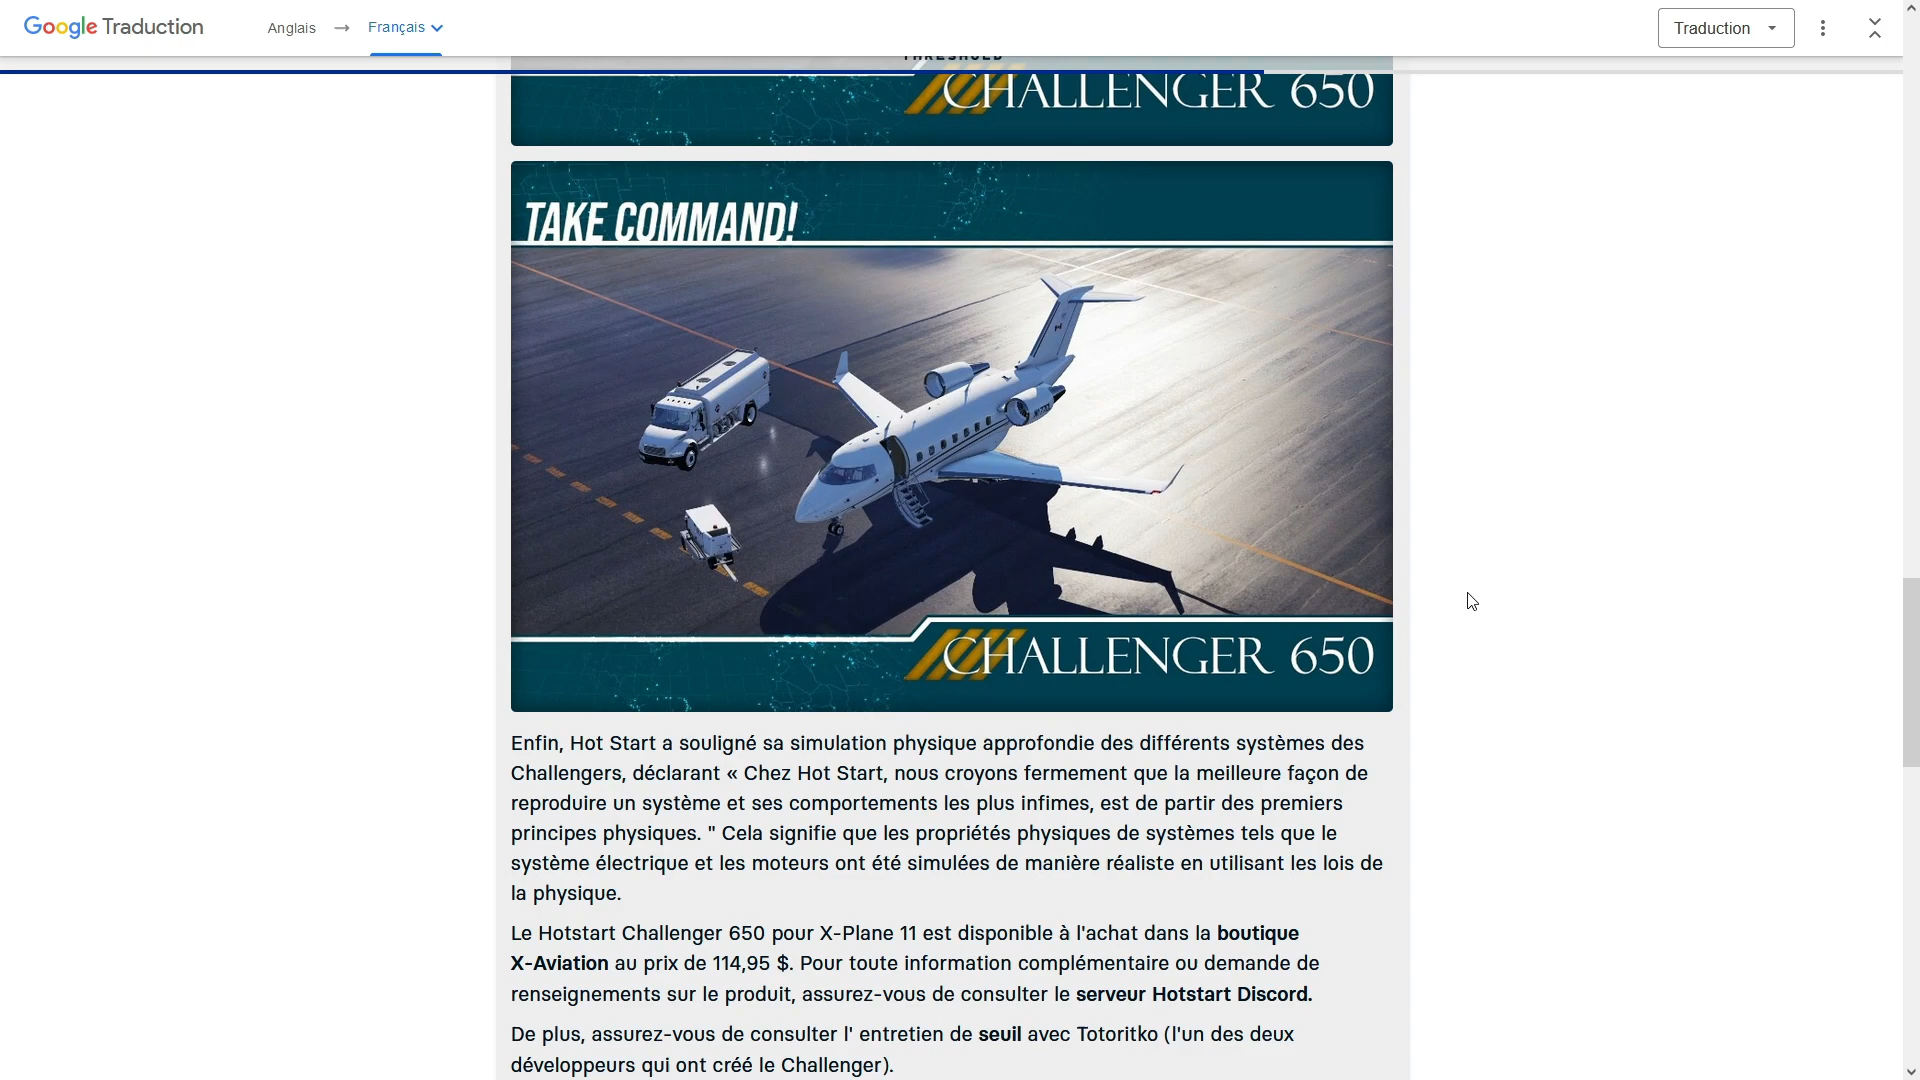 Google Traduction
Anglais → Français
Traduction
THRESHOLD
CHALLENGER 650
TAKE COMMAND!
CHALLENGER 650
Enfin, Hot Start a souligné sa simulation physique approfondie des différents systèmes des
Challengers, déclarant « Chez Hot Start, nous croyons fermement que la meilleure façon de
reproduire un système et ses comportements les plus infimes, est de partir des premiers
principes physiques. " Cela signifie que les propriétés physiques de systèmes tels que le
système électrique et les moteurs ont été simulées de manière réaliste en utilisant les lois de
la physique.
Le Hotstart Challenger 650 pour X-Plane 11 est disponible à l'achat dans la boutique
X-Aviation au prix de 114,95 $. Pour toute information complémentaire ou demande de
renseignements sur le produit, assurez-vous de consulter le serveur Hotstart Discord.
De plus, assurez-vous de consulter l' entretien de seuil avec Totoritko (l'un des deux
développeurs qui ont créé le Challenger).